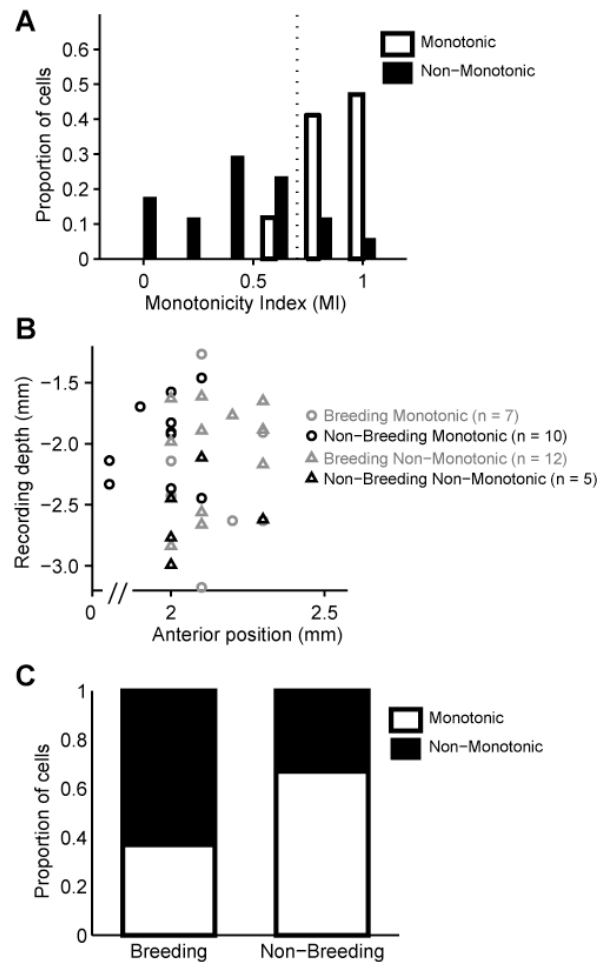 A
Proportion of cells
0.6
0.5
0.4
0.3
0.2
0.1
0
0
0.5
1
Monotonicity Index (MI)
Monotonic
Non-Monotonic
B
Recording depth (mm)
-1.5
-2.0
-2.5
-3.0
0
//
2
2.5
Anterior position (mm)
Breeding Monotonic (n = 7)
Non-Breeding Monotonic (n = 10)
Breeding Non-Monotonic (n = 12)
Non-Breeding Non-Monotonic (n = 5)
C
Proportion of cells
1
0.8
0.6
0.4
0.2
0
Breeding
Non-Breeding
Monotonic
Non-Monotonic